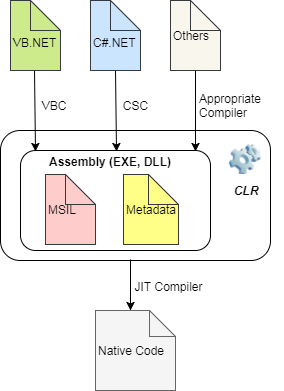 VB.NET
C#.NET
Others
VBC
CSC
Appropriate
Compiler
Assembly (EXE, DLL)
CLR
MSIL
Metadata
JIT Compiler
Native Code